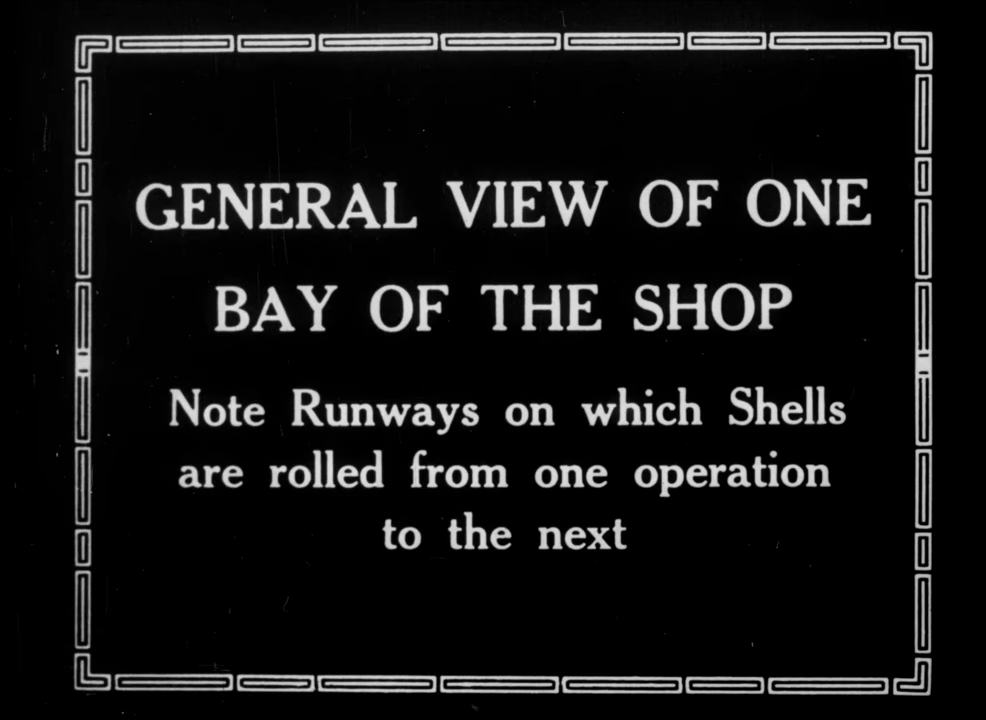 GENERAL VIEW OF ONE
BAY OF THE SHOP
Note Runways on which Shells
are rolled from one operation
to the next